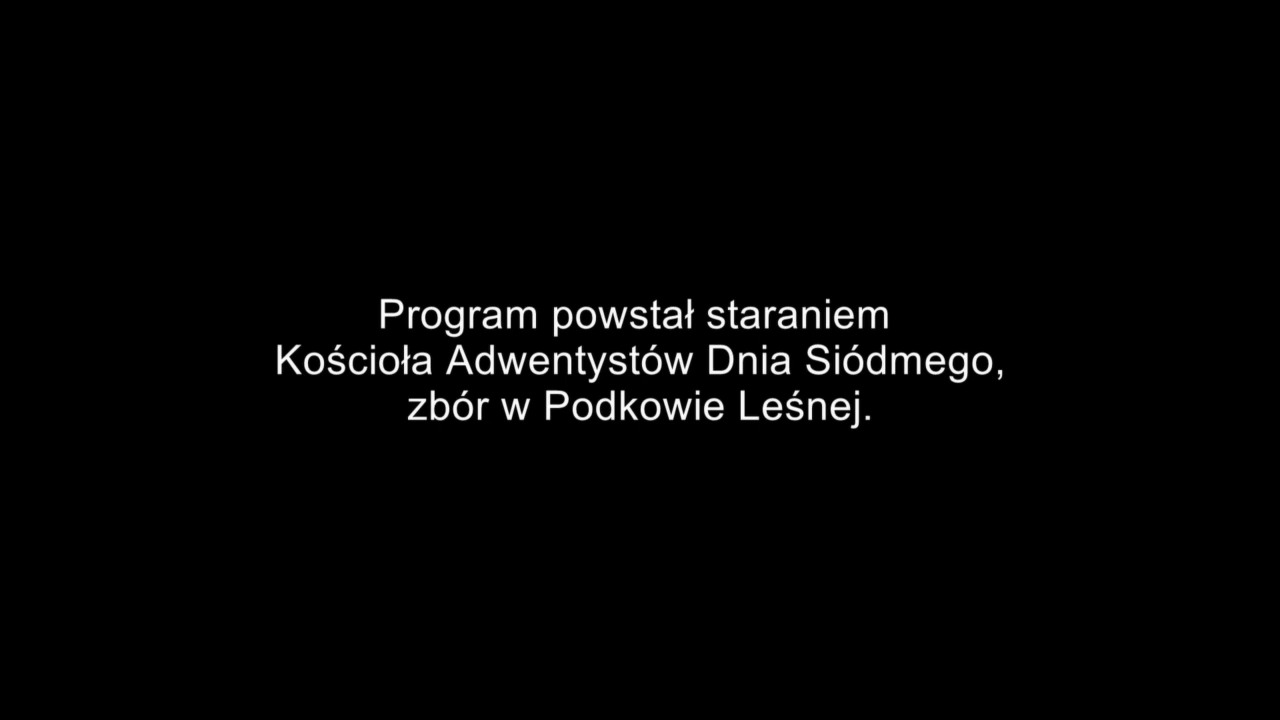 Program powstał staraniem
Kościoła Adwentystów Dnia Siódmego,
zbór w Podkowie Leśnej.